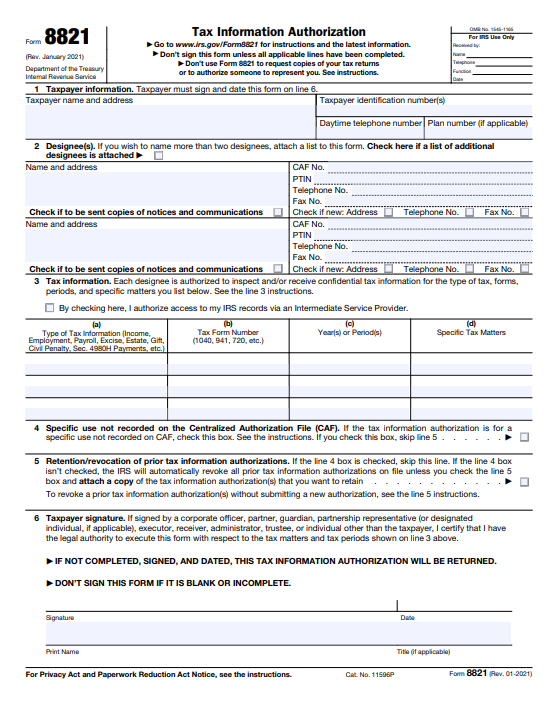 Form 8821
(Rev. January 2021)
Department of the Treasury
Internal Revenue Service
Tax Information Authorization
▶ Go to www.irs.gov/Form8821 for instructions and the latest information.
▶ Don't sign this form unless all applicable lines have been completed.
▶ Don't use Form 8821 to request copies of your tax returns
or to authorize someone to represent you. See instructions.
OMB No. 1545-1165
For IRS Use Only
Received by:
Name
Telephone
Function
Date
1 Taxpayer information. Taxpayer must sign and date this form on line 6.
Taxpayer name and address
Taxpayer identification number(s)
Daytime telephone number
Plan number (if applicable)
2 Designee(s). If you wish to name more than two designees, attach a list to this form. Check here if a list of additional
designees is attached ▶
Name and address
CAF No.
PTIN
Telephone No.
Fax No.
Check if to be sent copies of notices and communications
Check if new: Address Telephone No. Fax No.
Name and address
CAF No.
PTIN
Telephone No.
Fax No.
Check if to be sent copies of notices and communications
Check if new: Address Telephone No. Fax No.
3 Tax information. Each designee is authorized to inspect and/or receive confidential tax information for the type of tax, forms,
periods, and specific matters you list below. See the line 3 instructions.
By checking here, I authorize access to my IRS records via an Intermediate Service Provider.
(a)
Type of Tax Information (Income,
Employment, Payroll, Excise, Estate, Gift,
Civil Penalty, Sec. 4980H Payments, etc.)
(b)
Tax Form Number
(1040, 941, 720, etc.)
(c)
Year(s) or Period(s)
(d)
Specific Tax Matters
4 Specific use not recorded on the Centralized Authorization File (CAF). If the tax information authorization is for a
specific use not recorded on CAF, check this box. See the instructions. If you check this box, skip line 5 . . . . . . ▶
5 Retention/revocation of prior tax information authorizations. If the line 4 box is checked, skip this line. If the line 4 box
isn't checked, the IRS will automatically revoke all prior tax information authorizations on file unless you check the line 5
box and attach a copy of the tax information authorization(s) that you want to retain . . . . . . . . . . . . ▶
To revoke a prior tax information authorization(s) without submitting a new authorization, see the line 5 instructions.
6 Taxpayer signature. If signed by a corporate officer, partner, guardian, partnership representative (or designated
individual, if applicable), executor, receiver, administrator, trustee, or individual other than the taxpayer, I certify that I have
the legal authority to execute this form with respect to the tax matters and tax periods shown on line 3 above.
▶ IF NOT COMPLETED, SIGNED, AND DATED, THIS TAX INFORMATION AUTHORIZATION WILL BE RETURNED.
▶ DON'T SIGN THIS FORM IF IT IS BLANK OR INCOMPLETE.
Signature
Date
Print Name
Title (if applicable)
For Privacy Act and Paperwork Reduction Act Notice, see the instructions.
Cat. No. 11596P
Form 8821 (Rev. 01-2021)